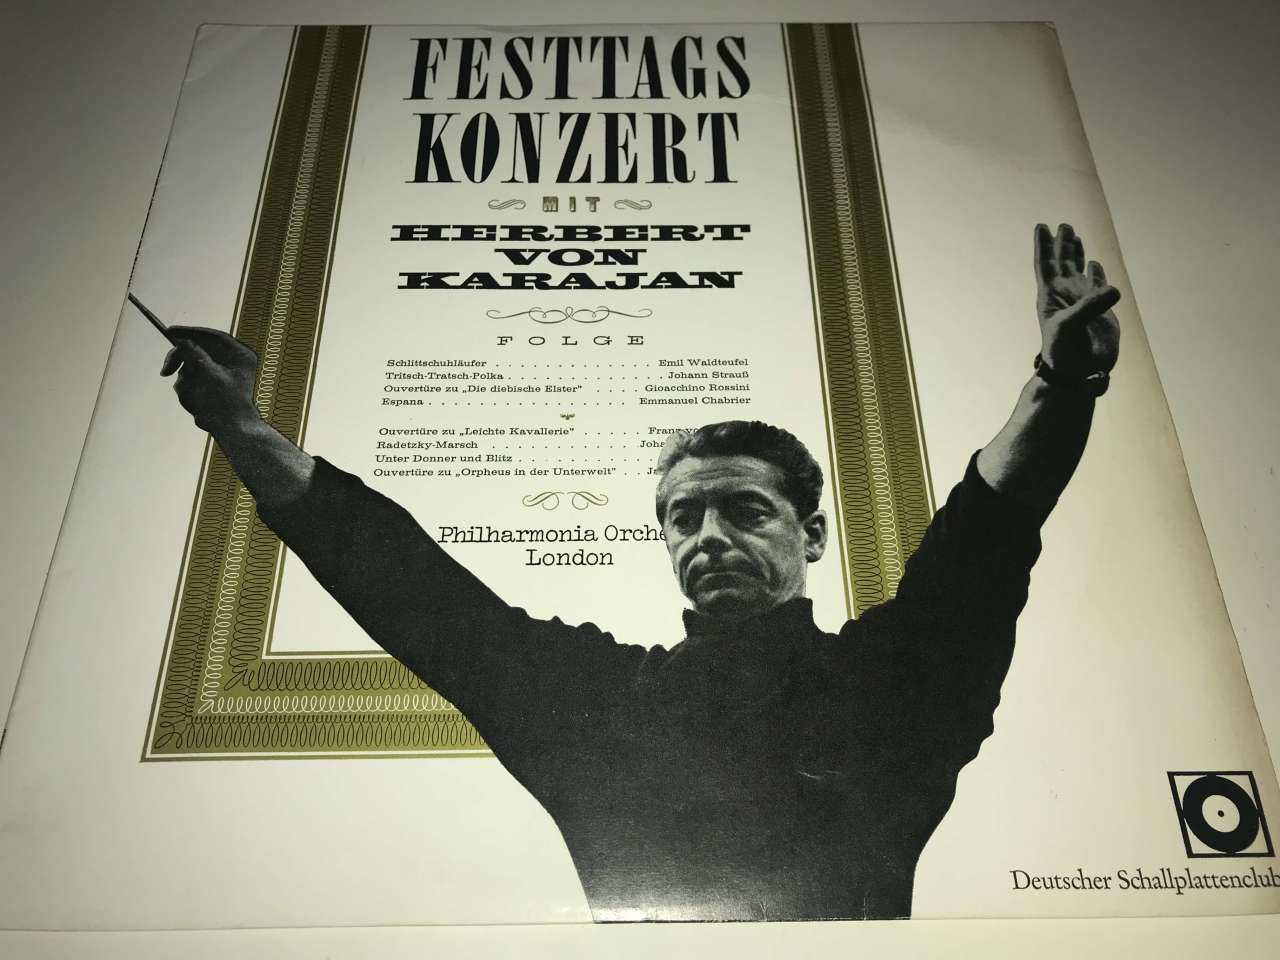 FESTTAGS
KONZERT
MIT
HERBERT
VON
KARAJAN
FOLGE
Schlittschuhläufer . . . . . . . . . . . . . Emil Waldteufel
Tritsch-Tratsch-Polka . . . . . . . . . . . . . Johann Strauß
Ouvertüre zu „Die diebische Elster" . . . . Gioacchino Rossini
Espana . . . . . . . . . . . . . . . . Emmanuel Chabrier
Ouvertüre zu „Leichte Kavallerie" . . . . . Franz
Radetzky-Marsch . . . . . . . . . . .
Unter Donner und Blitz . . . . . . . . . .
Ouvertüre zu „Orpheus in der Unterwelt" . .
Philharmonia
London
Deutscher Schallplattenclub